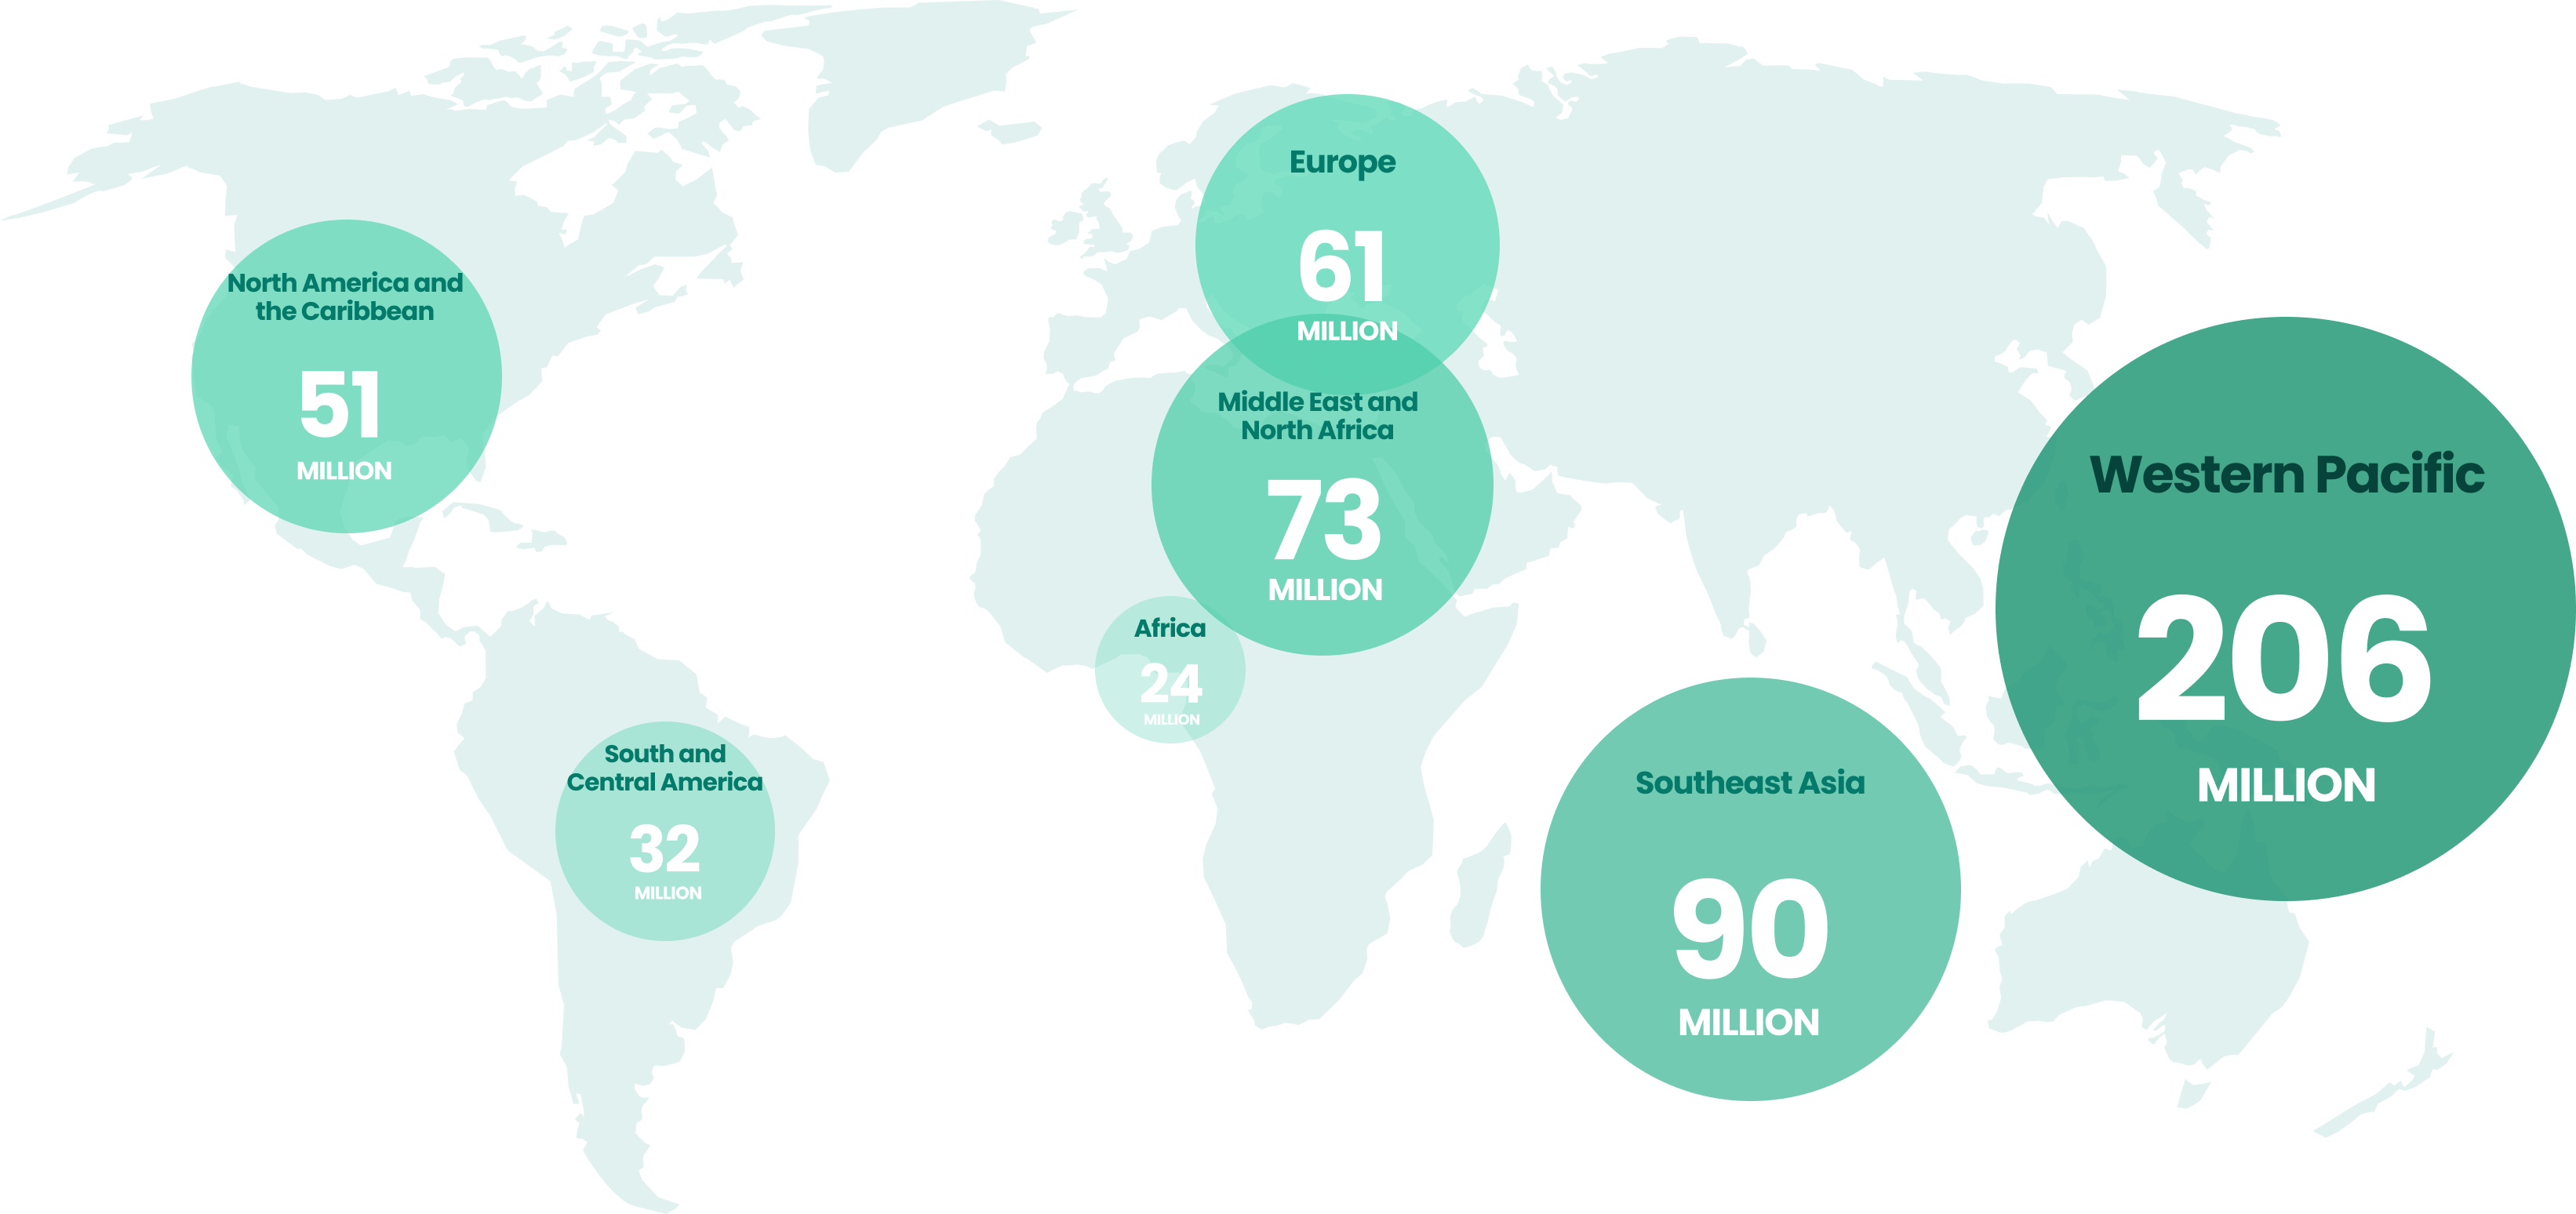 North America and
the Caribbean
51
MILLION
South and
Central America
32
MILLION
Europe
61
MILLION
Middle East and
North Africa
73
MILLION
Africa
24
MILLION
Southeast Asia
90
MILLION
Western Pacific
206
MILLION